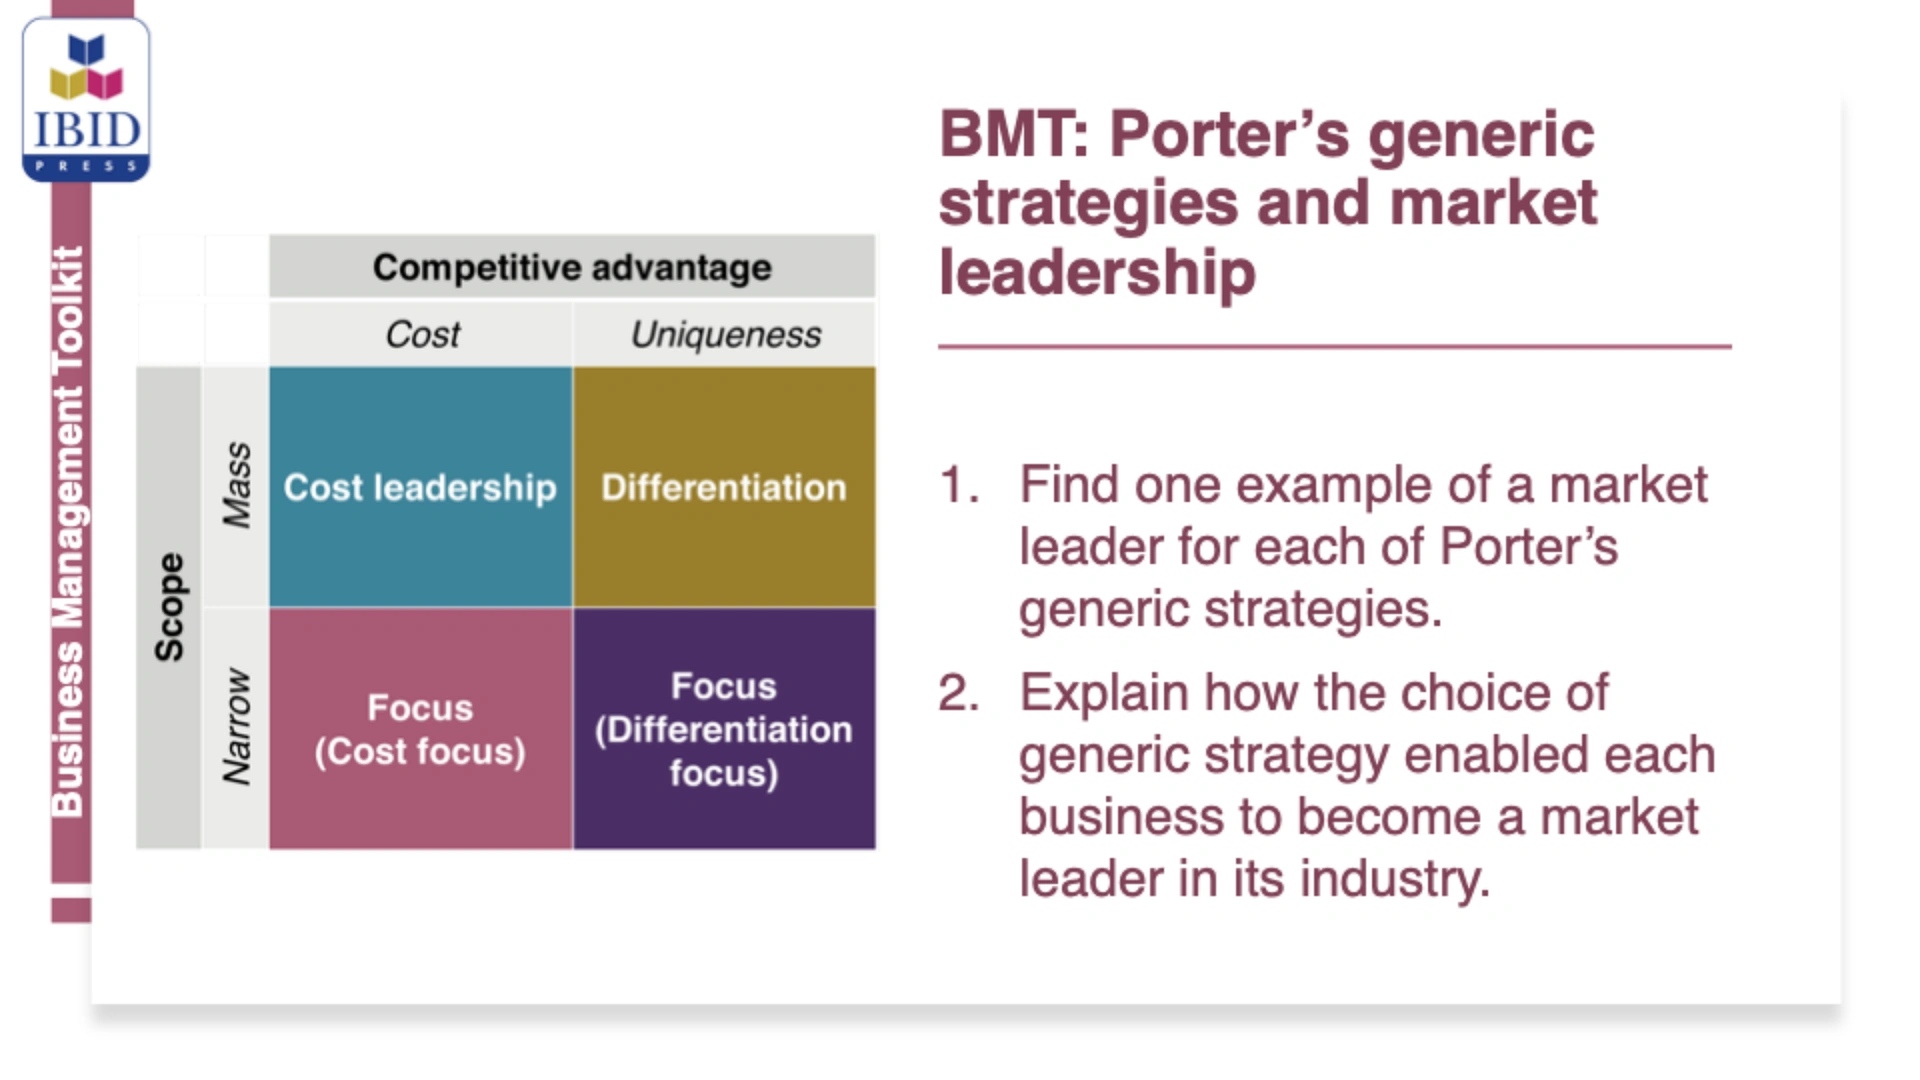 IBID
PRESS
Business Management Toolkit
Competitive advantage
Cost
Uniqueness
Scope
Mass
Cost leadership
Differentiation
Narrow
Focus
(Cost focus)
Focus
(Differentiation
focus)
BMT: Porter’s generic
strategies and market
leadership
1. Find one example of a market
leader for each of Porter’s
generic strategies.
2. Explain how the choice of
generic strategy enabled each
business to become a market
leader in its industry.